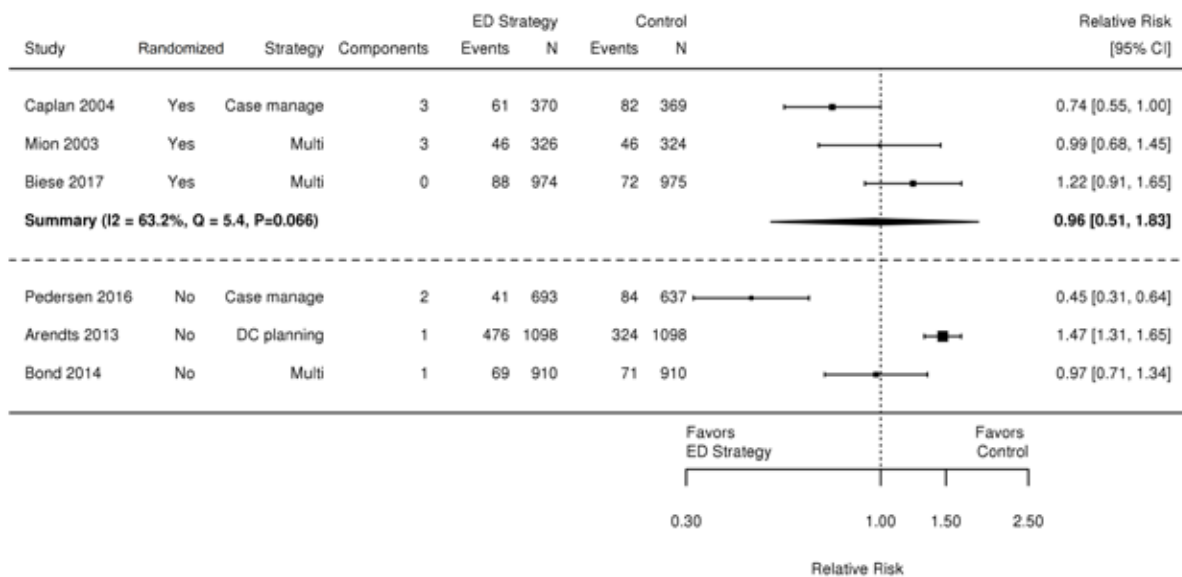 ED Strategy Control Relative Risk
Study Randomized Strategy Components Events N Events N [95% CI]
Caplan 2004 Yes Case manage 3 61 370 82 369 0.74 [0.55, 1.00]
Mion 2003 Yes Multi 3 46 326 46 324 0.99 [0.68, 1.45]
Biese 2017 Yes Multi 0 88 974 72 975 1.22 [0.91, 1.65]
Summary (I2 = 63.2%, Q = 5.4, P=0.066) 0.96 [0.51, 1.83]
Pedersen 2016 No Case manage 2 41 693 84 637 0.45 [0.31, 0.64]
Arendts 2013 No DC planning 1 476 1098 324 1098 1.47 [1.31, 1.65]
Bond 2014 No Multi 1 69 910 71 910 0.97 [0.71, 1.34]
Favors Favors
ED Strategy Control
0.30 1.00 1.50 2.50
Relative Risk